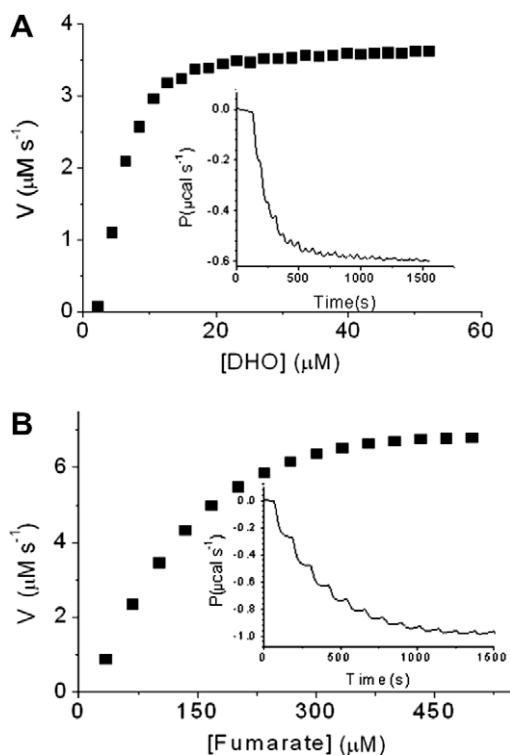 A
V (μM s⁻¹)
4
3
2
1
0
0 20 40 60
[DHO] (μM)
P(μcal s⁻¹)
0.0
-0.2
-0.4
-0.6
0 500 1000 1500
Time(s)
B
V (μM s⁻¹)
6
4
2
0
0 150 300 450
[Fumarate] (μM)
P(μcal s⁻¹)
0.0
-0.2
-0.4
-0.6
-0.8
-1.0
0 500 1000 1500
Time(s)